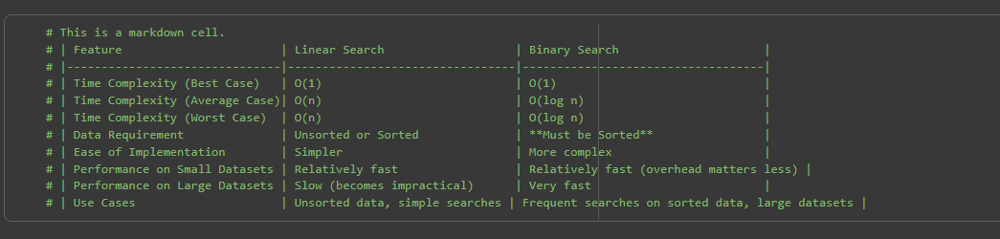 # This is a markdown cell.
# | Feature                      | Linear Search                   | Binary Search                     |
# |------------------------------|---------------------------------|-----------------------------------|
# | Time Complexity (Best Case)   | O(1)                            | O(1)                              |
# | Time Complexity (Average Case)| O(n)                            | O(log n)                          |
# | Time Complexity (Worst Case)  | O(n)                            | O(log n)                          |
# | Data Requirement              | Unsorted or Sorted              | **Must be Sorted**                |
# | Ease of Implementation        | Simpler                         | More complex                      |
# | Performance on Small Datasets | Relatively fast                 | Relatively fast (overhead matters less) |
# | Performance on Large Datasets | Slow (becomes impractical)      | Very fast                         |
# | Use Cases                     | Unsorted data, simple searches | Frequent searches on sorted data, large datasets |